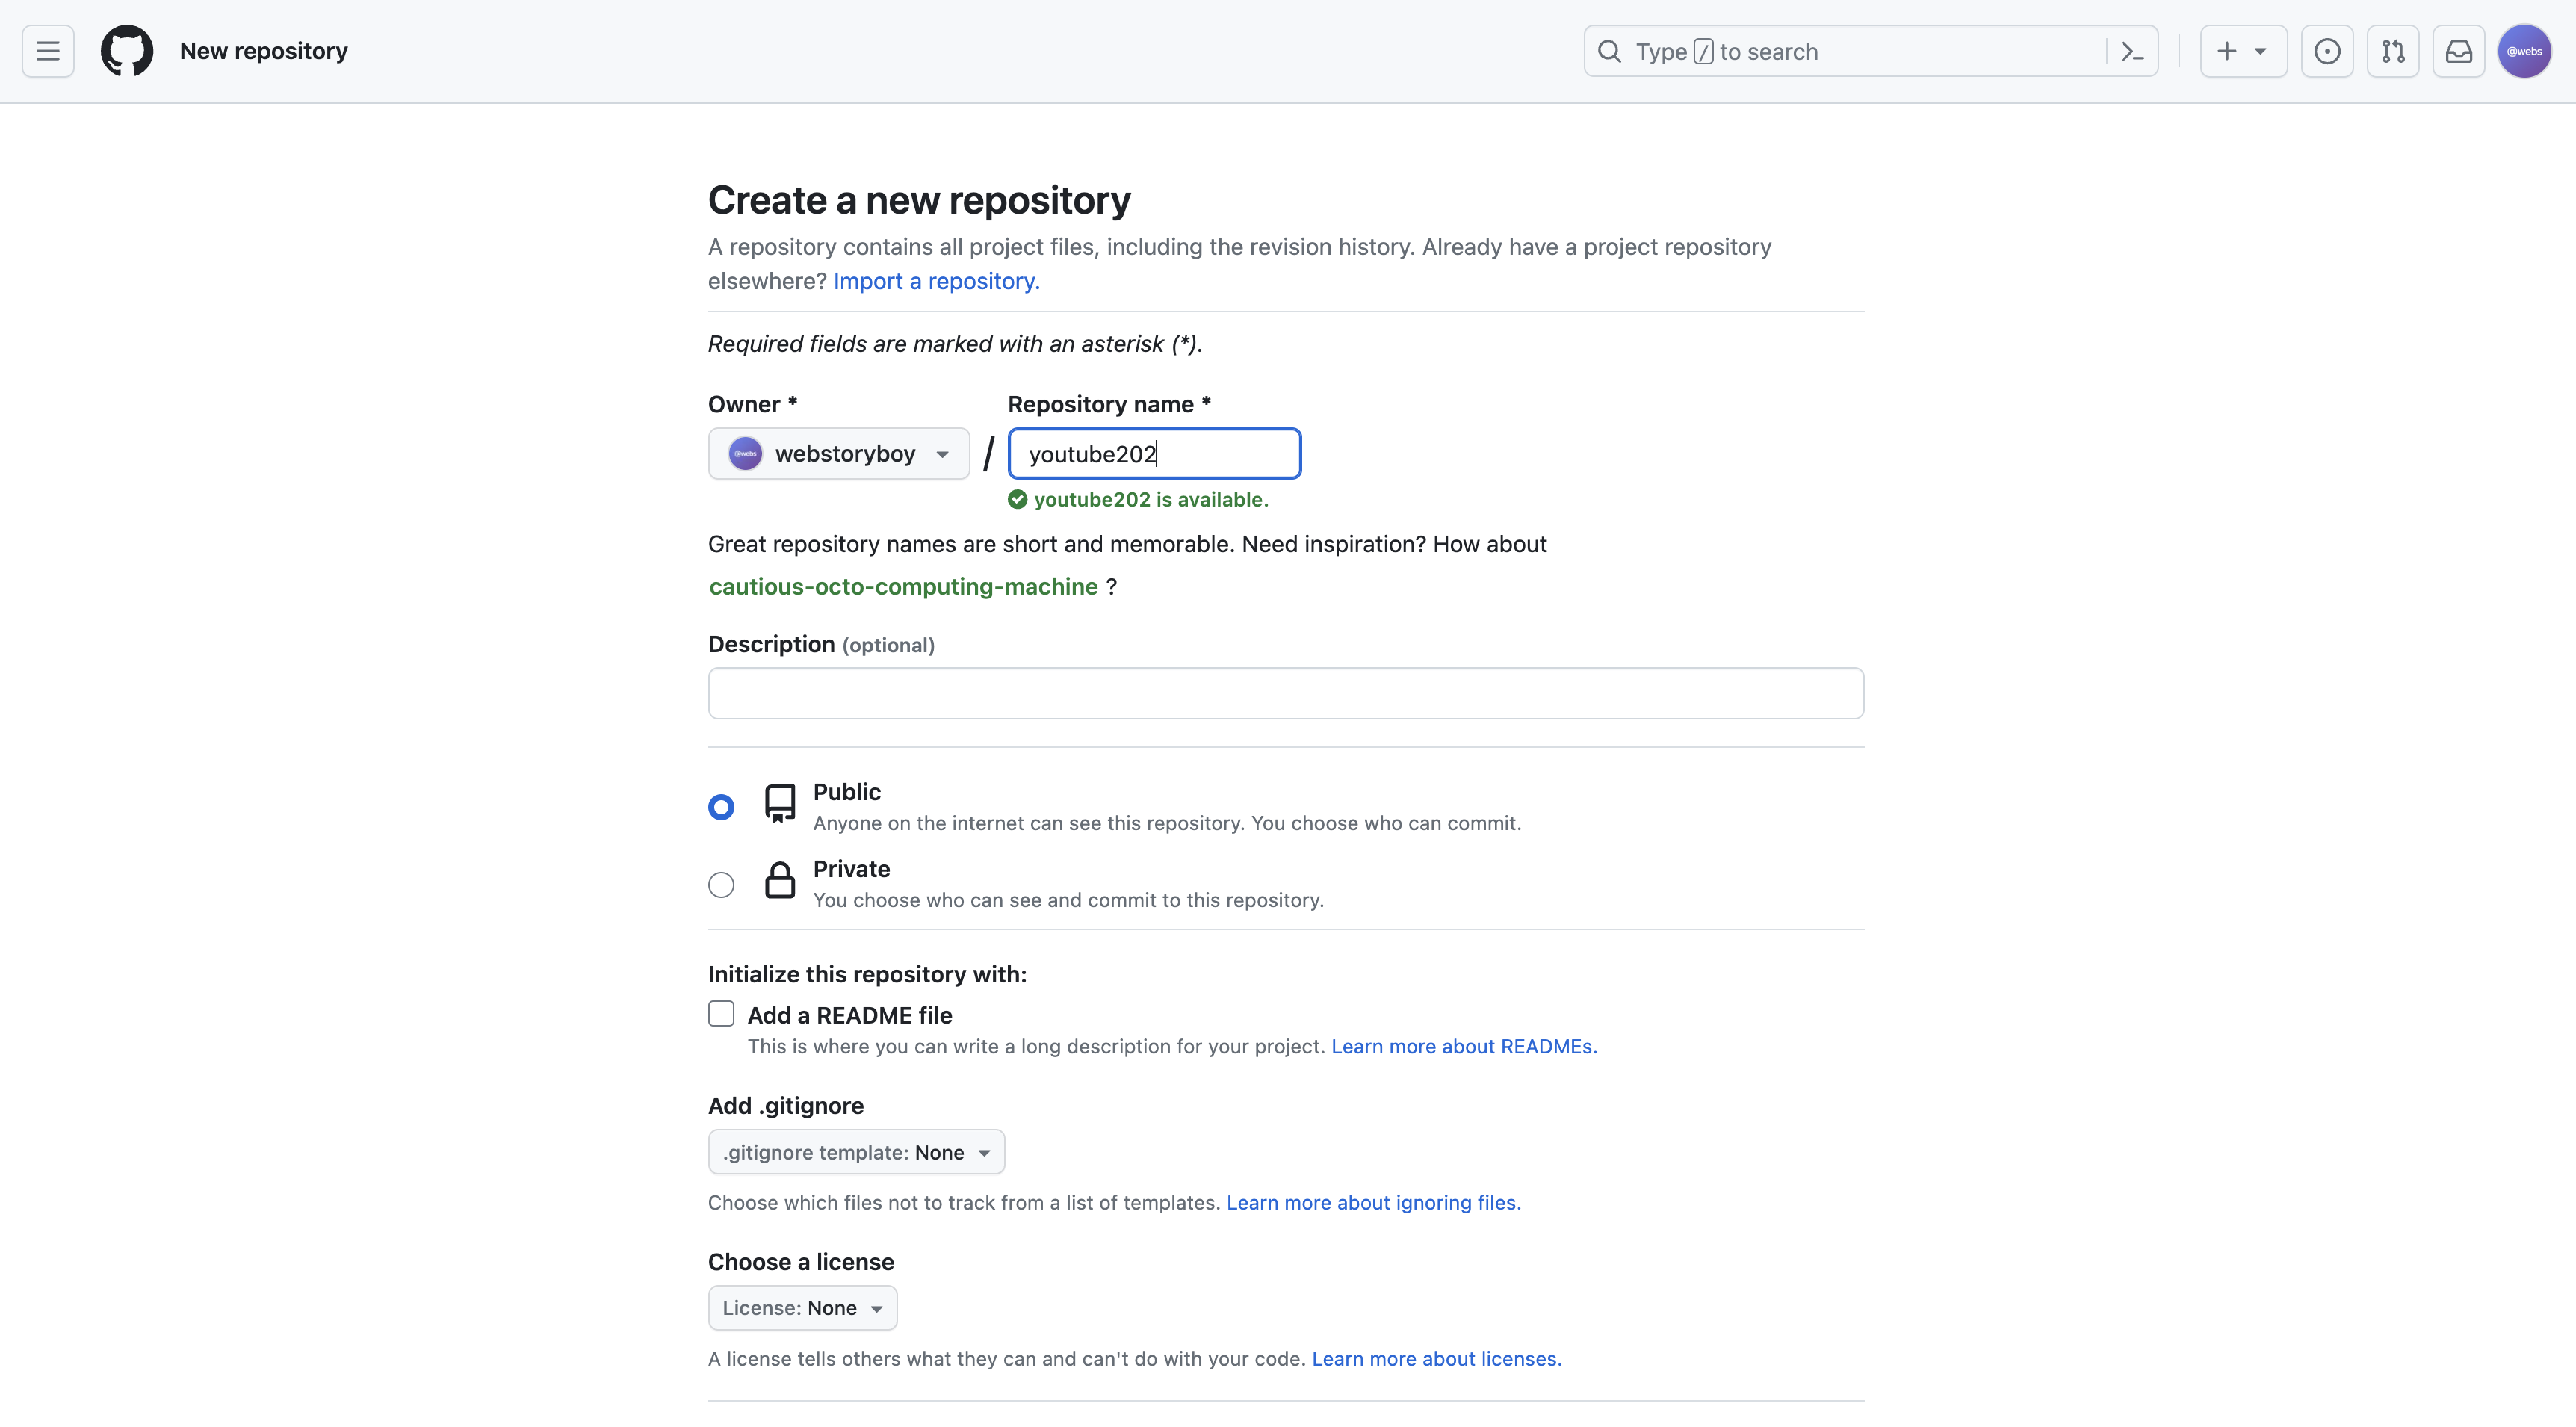 New repository
Type / to search
@webs
Create a new repository
A repository contains all project files, including the revision history. Already have a project repository
elsewhere? Import a repository.
Required fields are marked with an asterisk (*).
Owner *
Repository name *
@webs webstoryboy / youtube202
youtube202 is available.
Great repository names are short and memorable. Need inspiration? How about
cautious-octo-computing-machine ?
Description (optional)
Public
Anyone on the internet can see this repository. You choose who can commit.
Private
You choose who can see and commit to this repository.
Initialize this repository with:
Add a README file
This is where you can write a long description for your project. Learn more about READMEs.
Add .gitignore
.gitignore template: None
Choose which files not to track from a list of templates. Learn more about ignoring files.
Choose a license
License: None
A license tells others what they can and can't do with your code. Learn more about licenses.